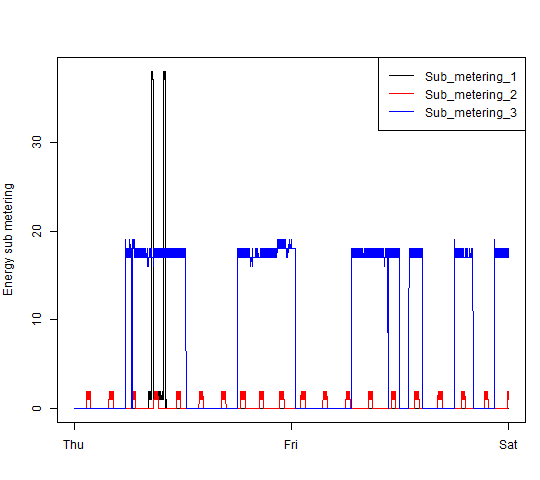 Sub_metering_1
Sub_metering_2
Sub_metering_3
Energy sub metering
30
20
10
0
Thu
Fri
Sat